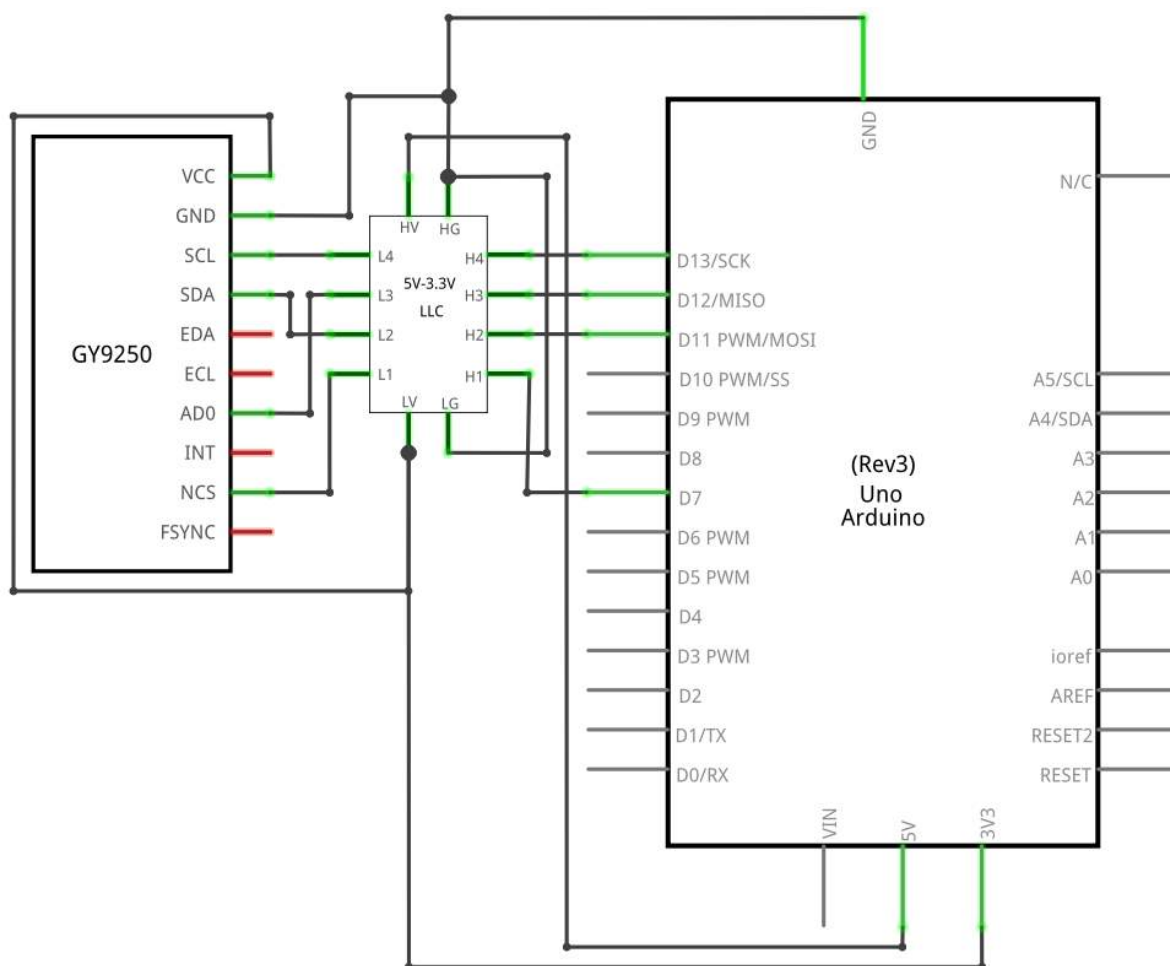 VCC
GND
SCL
SDA
EDA
ECL
AD0
INT
NCS
FSYNC
GY9250
HV
HG
L4
L3
L2
L1
5V-3.3V
LLC
H4
H3
H2
H1
LV
LG
GND
N/C
D13/SCK
D12/MISO
D11 PWM/MOSI
D10 PWM/SS
D9 PWM
D8
D7
D6 PWM
D5 PWM
D4
D3 PWM
D2
D1/TX
D0/RX
(Rev3)
Uno
Arduino
A5/SCL
A4/SDA
A3
A2
A1
A0
ioref
AREF
RESET2
RESET
VIN
5V
3V3